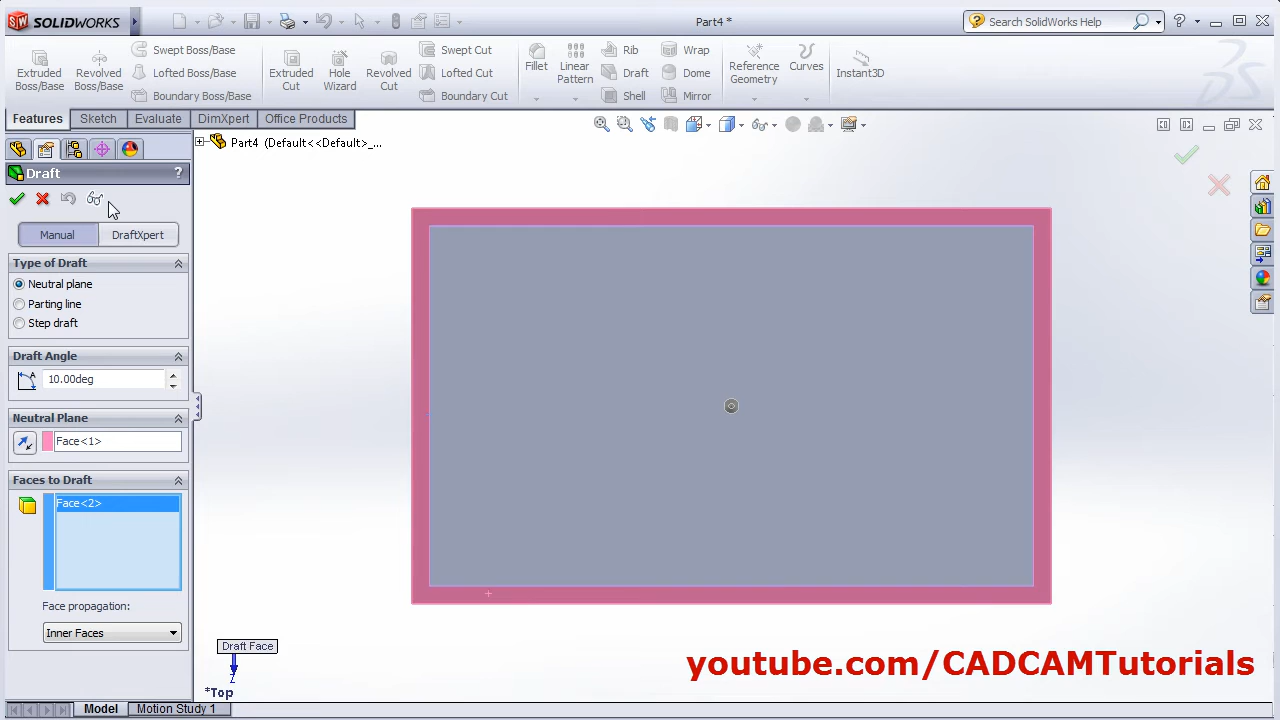 SW SOLIDWORKS
Part4 *
Search SolidWorks Help
Extruded Boss/Base
Revolved Boss/Base
Swept Boss/Base
Lofted Boss/Base
Boundary Boss/Base
Extruded Cut
Hole Wizard
Revolved Cut
Swept Cut
Lofted Cut
Boundary Cut
Fillet
Linear Pattern
Rib
Draft
Shell
Wrap
Dome
Mirror
Reference Geometry
Curves
Instant3D
Features
Sketch
Evaluate
DimXpert
Office Products
Part4 (Default<<Default>_...
Draft
?
Manual
DraftXpert
Type of Draft
Neutral plane
Parting line
Step draft
Draft Angle
10.00deg
Neutral Plane
Face<1>
Faces to Draft
Face<2>
Face propagation:
Inner Faces
Draft Face
*Top
youtube.com/CADCAMTutorials
Model
Motion Study 1